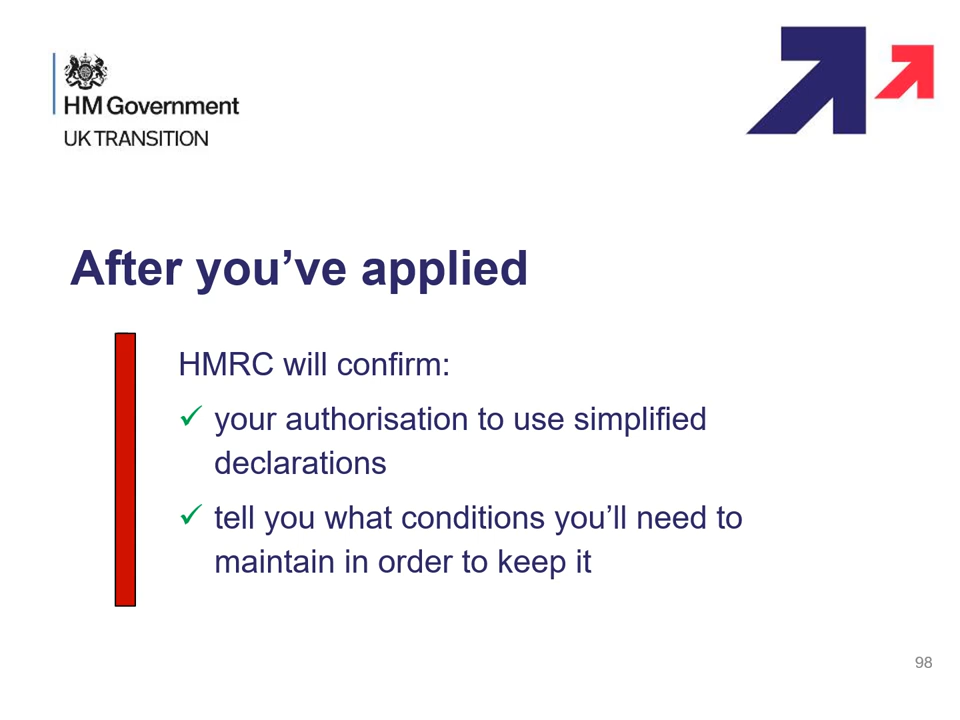 HM Government
UK TRANSITION
After you’ve applied
HMRC will confirm:
✓ your authorisation to use simplified
declarations
✓ tell you what conditions you’ll need to
maintain in order to keep it
98